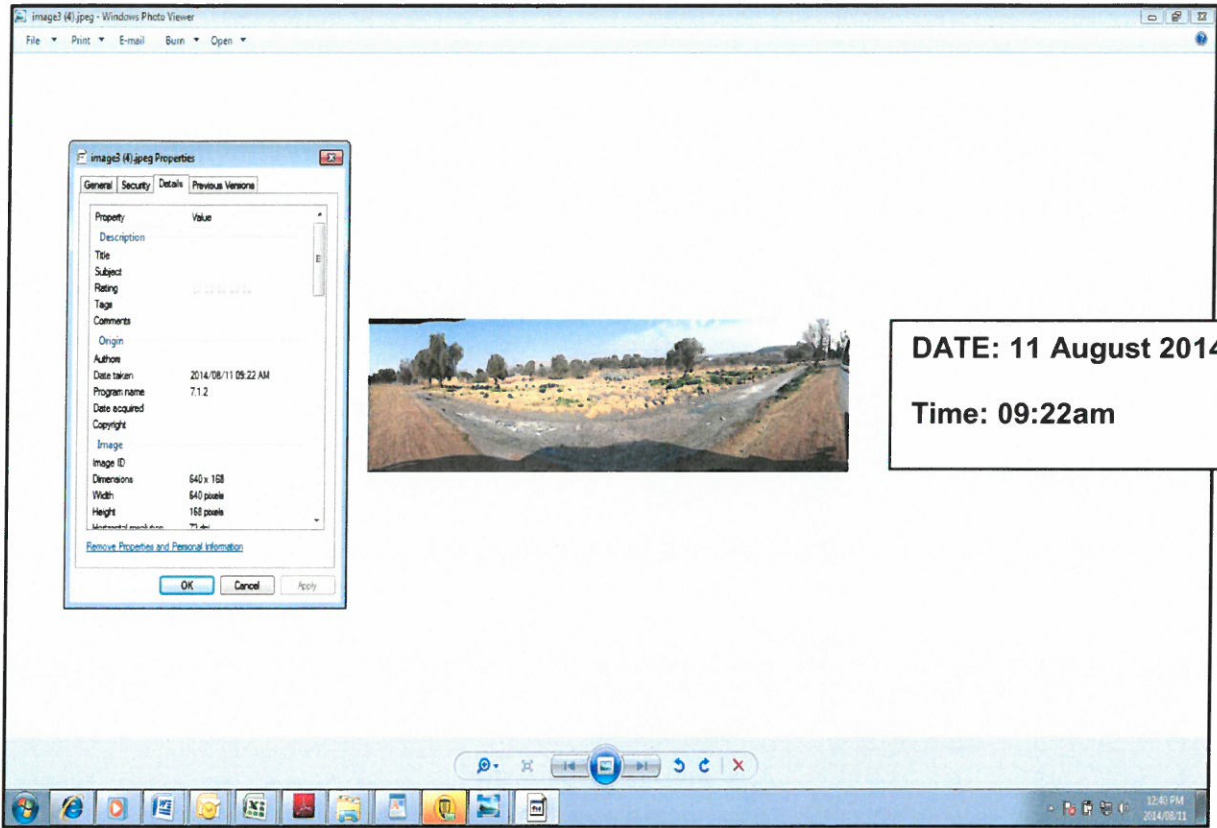 image3 (4).jpeg - Windows Photo Viewer
File Print E-mail Burn Open
image3 (4).jpeg Properties
General Security Details Previous Versions
Property Value
Description
Title
Subject
Rating
Tags
Comments
Origin
Authors
Date taken 2014/08/11 09:22 AM
Program name 7.1.2
Date acquired
Copyright
Image
Image ID
Dimensions 640 x 168
Width 640 pixels
Height 168 pixels
Horizontal resolution 72 dpi
Remove Properties and Personal Information
OK Cancel Apply
DATE: 11 August 2014
Time: 09:22am
12:40 PM
2014/08/11